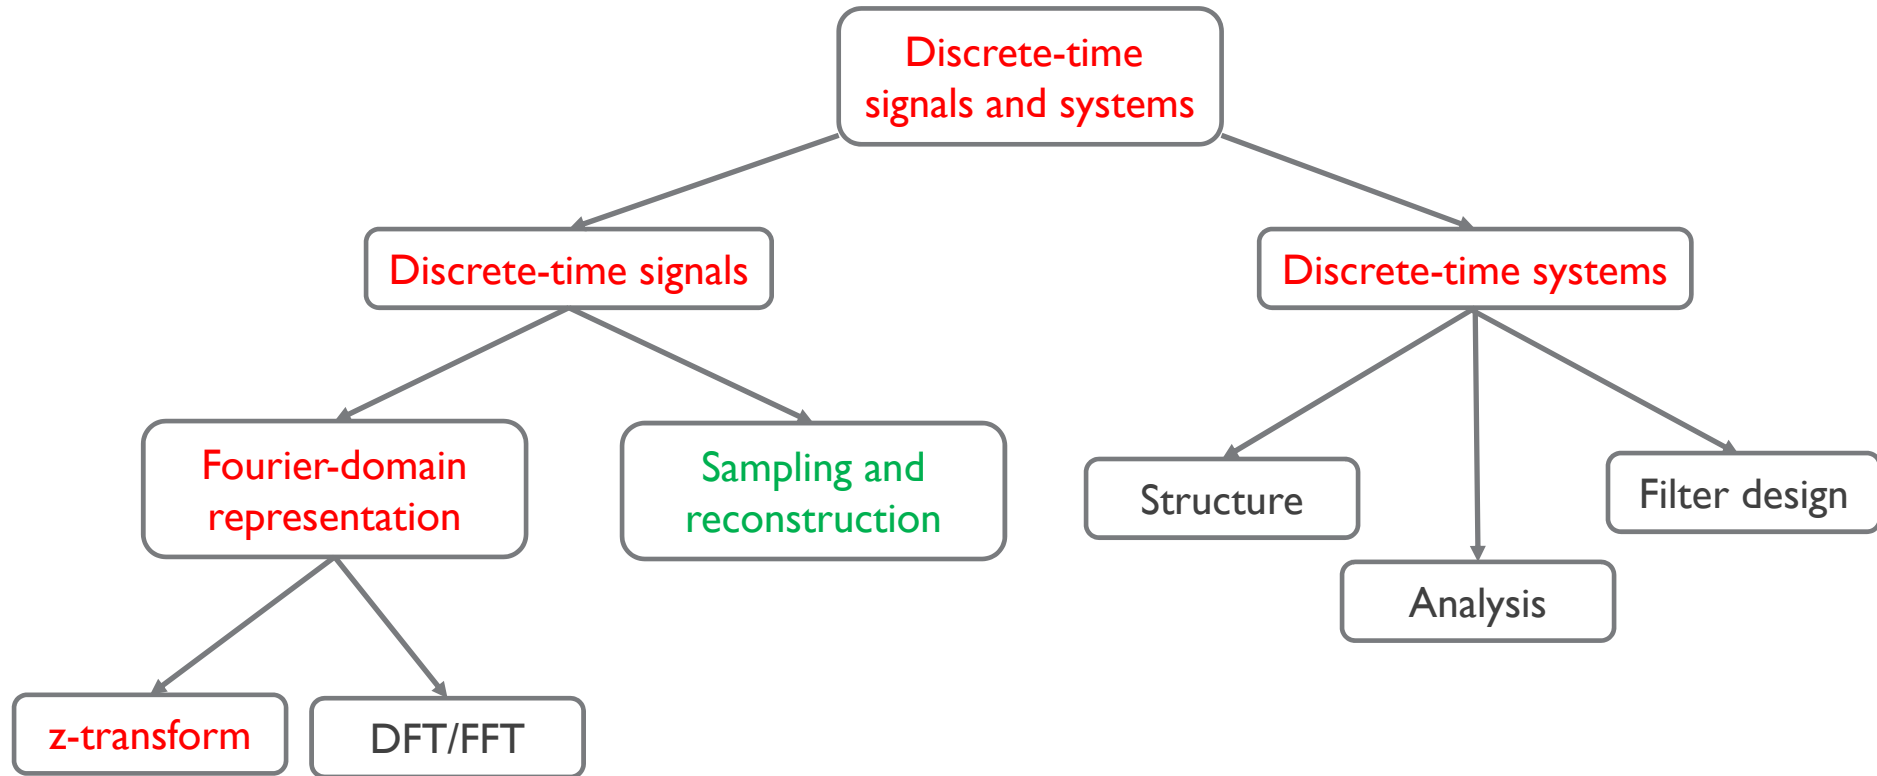 Discrete-time
signals and systems
Discrete-time signals
Discrete-time systems
Fourier-domain
representation
Sampling and
reconstruction
Structure
Filter design
Analysis
z-transform
DFT/FFT